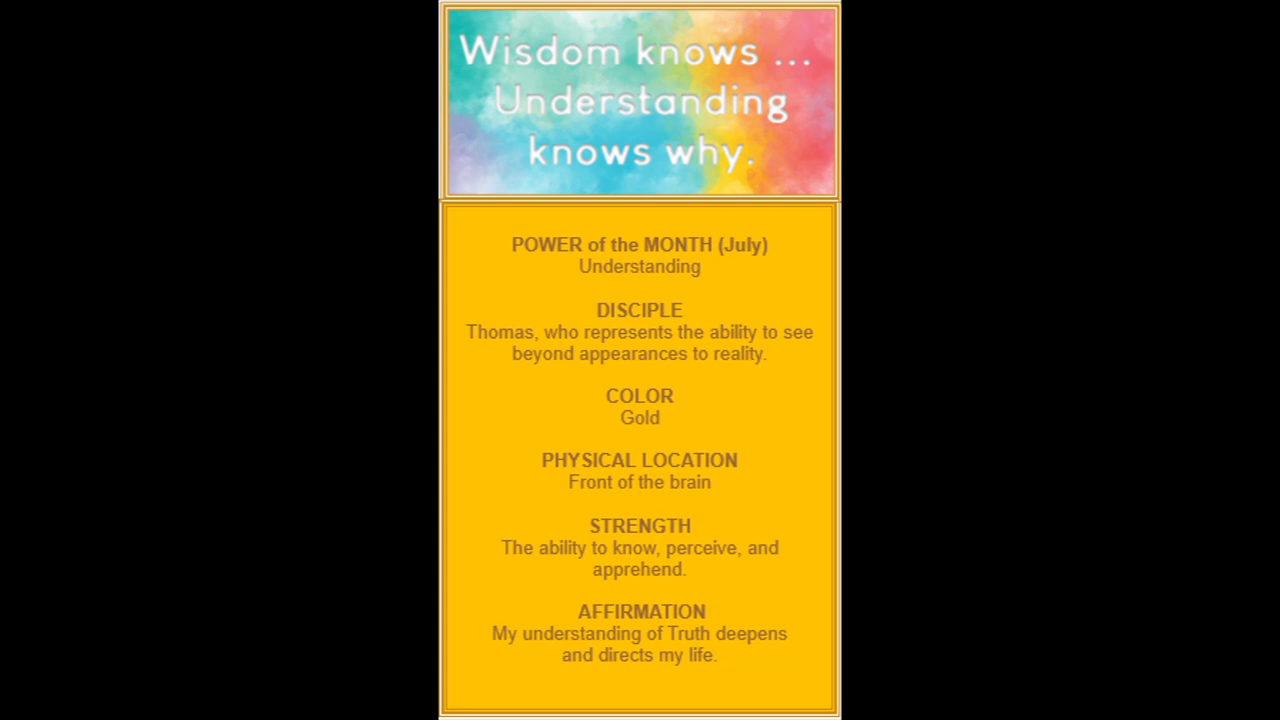 Wisdom knows ...
Understanding
knows why.
POWER of the MONTH (July)
Understanding
DISCIPLE
Thomas, who represents the ability to see
beyond appearances to reality.
COLOR
Gold
PHYSICAL LOCATION
Front of the brain
STRENGTH
The ability to know, perceive, and
apprehend.
AFFIRMATION
My understanding of Truth deepens
and directs my life.